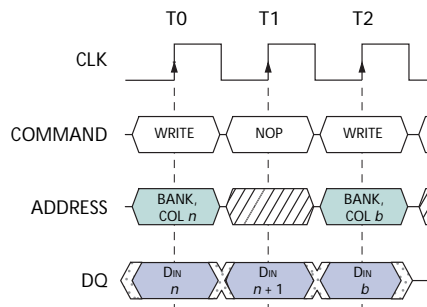 T0 T1 T2
CLK
COMMAND WRITE NOP WRITE
ADDRESS BANK, COL n BANK, COL b
DQ DIN n DIN n + 1 DIN b